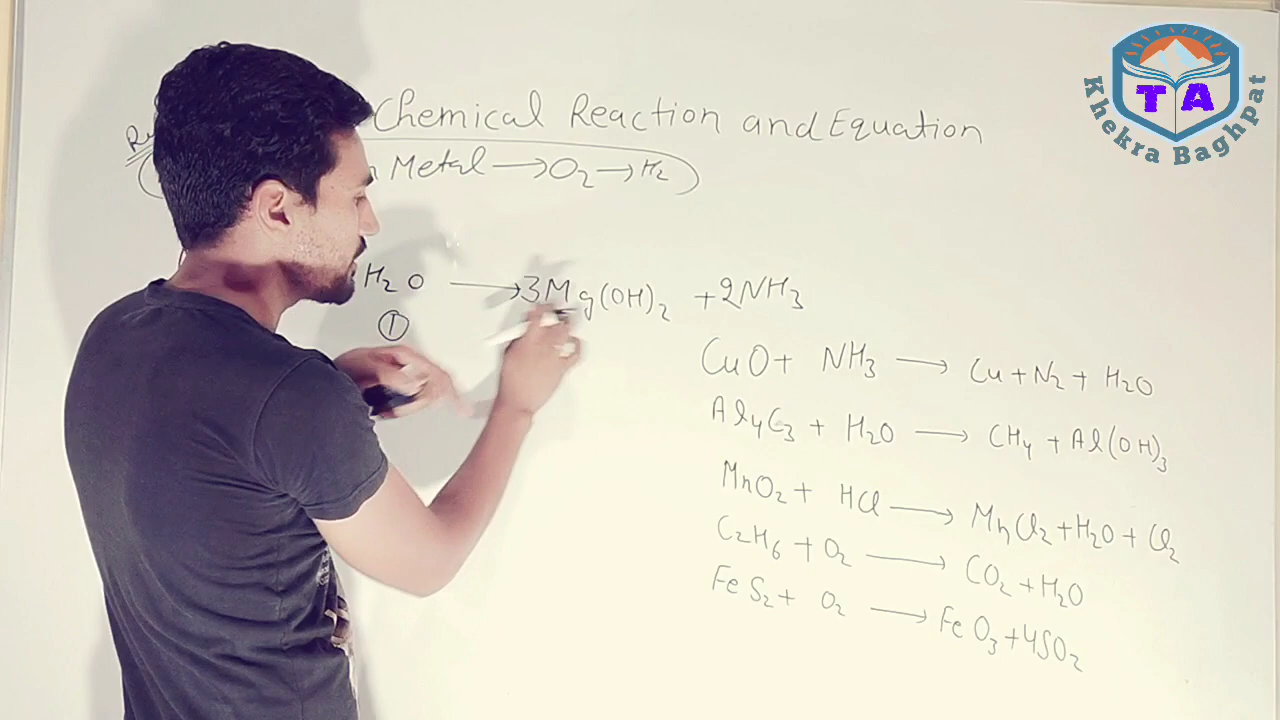 Chemical Reaction and Equation
Metal → O₂ → H₂
H₂O → 3Mg(OH)₂ + 2NH₃
1
CuO + NH₃ → Cu + N₂ + H₂O
Al₄C₃ + H₂O → CH₄ + Al(OH)₃
MnO₂ + HCl → MnCl₂ + H₂O + Cl₂
C₂H₆ + O₂ → CO₂ + H₂O
FeS₂ + O₂ → FeO₃ + 4SO₂
TA
Khekra Baghpat